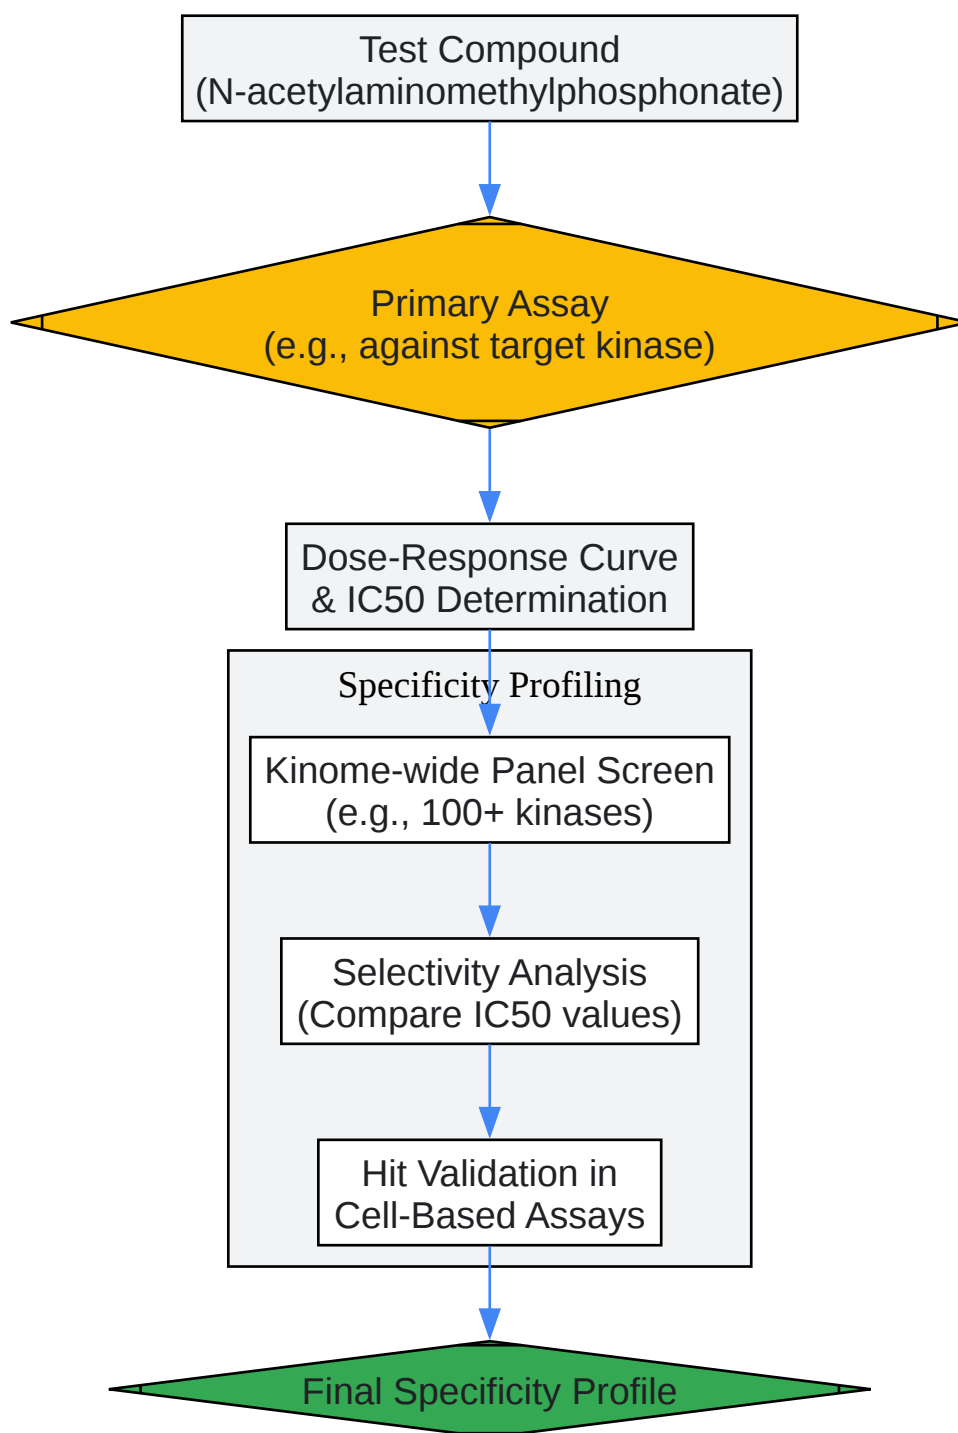 Test Compound
(N-acetylaminomethylphosphonate)
Primary Assay
(e.g., against target kinase)
Dose-Response Curve
& IC50 Determination
Specificity Profiling
Kinome-wide Panel Screen
(e.g., 100+ kinases)
Selectivity Analysis
(Compare IC50 values)
Hit Validation in
Cell-Based Assays
Final Specificity Profile